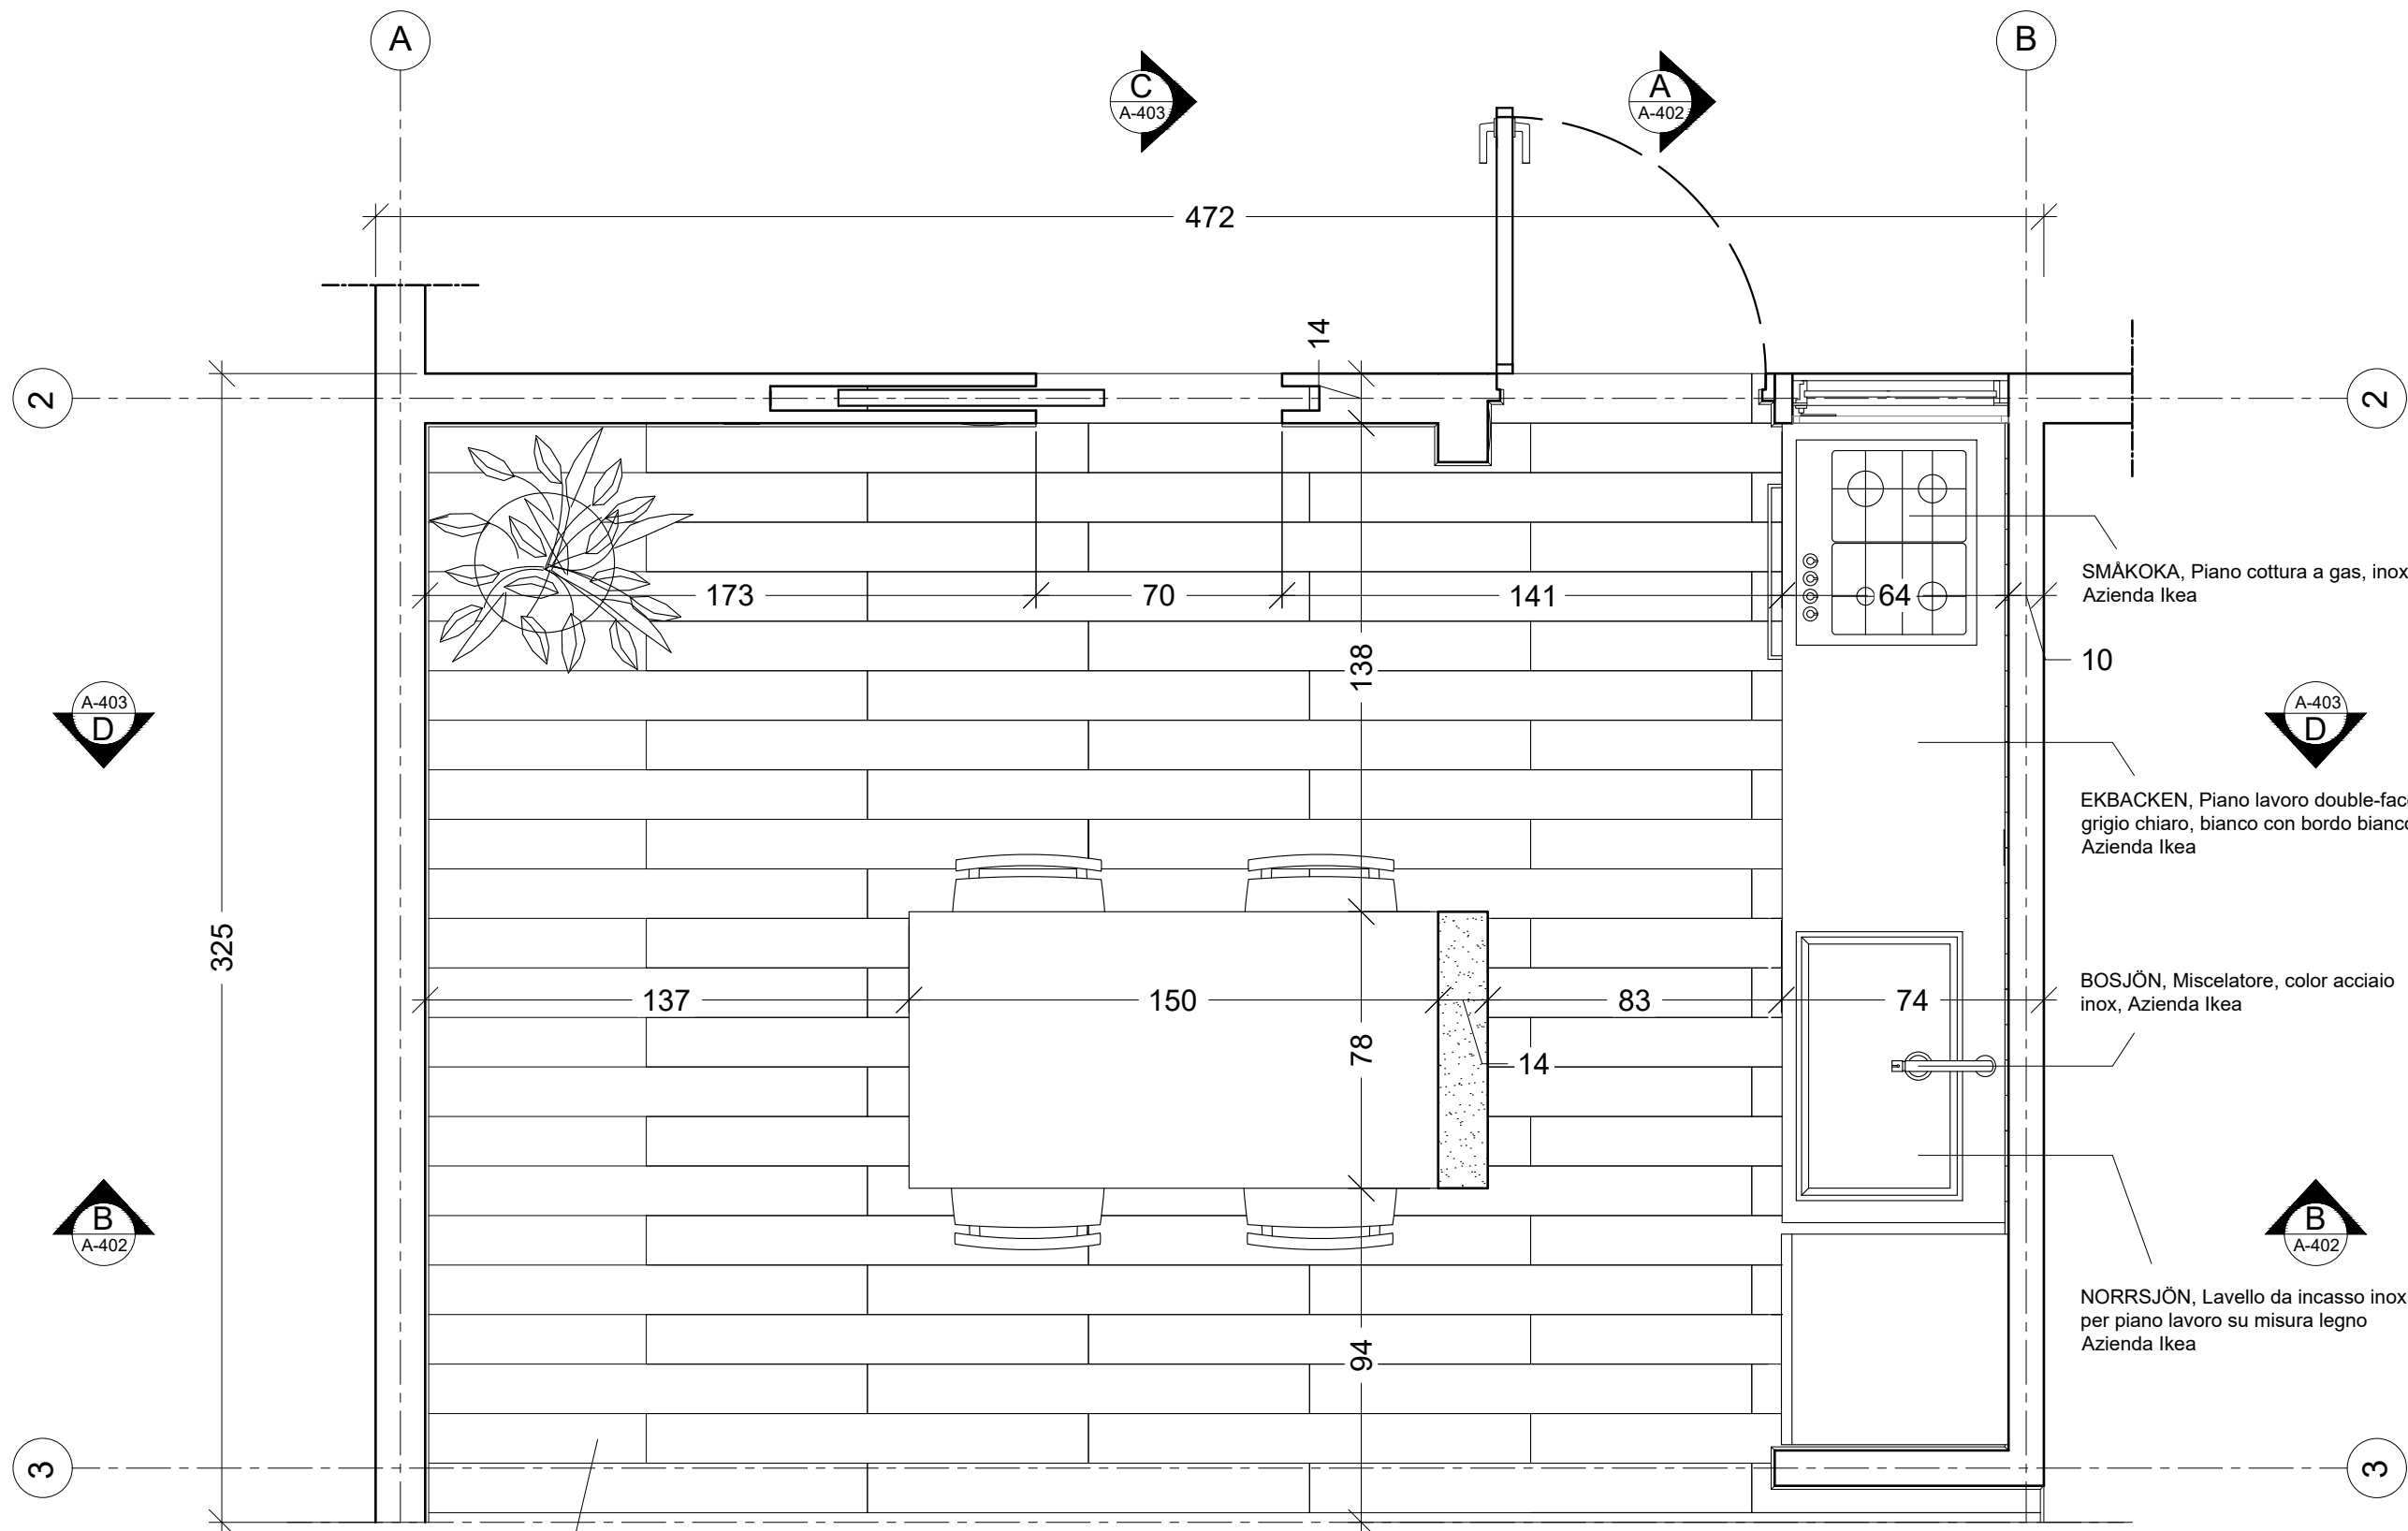 A
B
C
A-403
A
A-402
472
14
2
2
173
70
141
64
SMÅKOKA, Piano cottura a gas, inox
Azienda Ikea
138
10
A-403
D
A-403
D
EKBACKEN, Piano lavoro double-face
grigio chiaro, bianco con bordo bianco
Azienda Ikea
325
137
150
83
74
BOSJÖN, Miscelatore, color acciaio
inox, Azienda Ikea
78
14
B
A-402
B
A-402
NORRSJÖN, Lavello da incasso inox
per piano lavoro su misura legno
Azienda Ikea
94
3
3